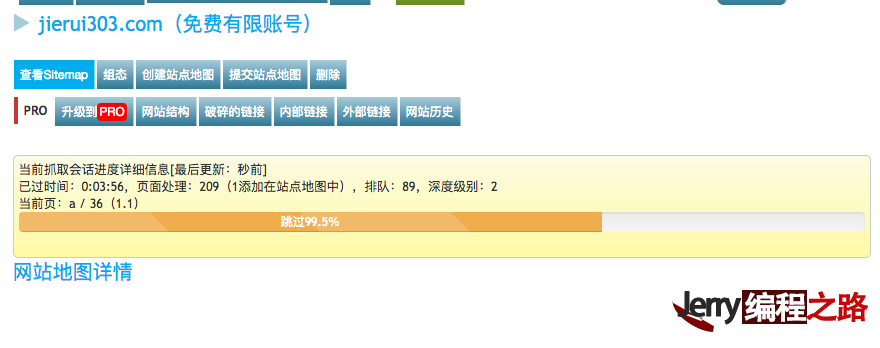 jierui303.com（免费有限账号）
查看Sitemap 组态 创建站点地图 提交站点地图 删除
PRO 升级到PRO 网站结构 破碎的链接 内部链接 外部链接 网站历史
当前抓取会话进度详细信息[最后更新：秒前]
已过时间：0:03:56，页面处理：209（1添加在站点地图中），排队：89，深度级别：2
当前页：a / 36（1.1）
跳过99.5%
网站地图详情
Jerry编程之路